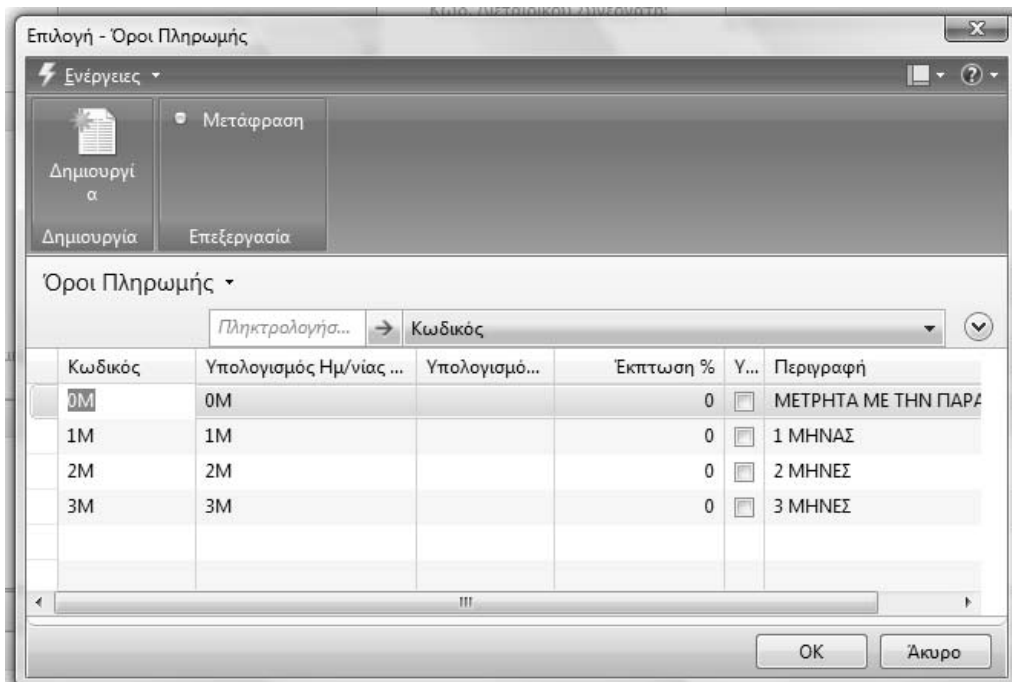 Επιλογή - Όροι Πληρωμής
Ενέργειες
Δημιουργί
α
Μετάφραση
Δημιουργία
Επεξεργασία
Όροι Πληρωμής
Πληκτρολογήσ... Κωδικός
Κωδικός Υπολογισμός Ημ/νίας ... Υπολογισμό... Έκπτωση % Υ... Περιγραφή
0M 0M 0 ΜΕΤΡΗΤΑ ΜΕ ΤΗΝ ΠΑΡΑ
1M 1M 0 1 ΜΗΝΑΣ
2M 2M 0 2 ΜΗΝΕΣ
3M 3M 0 3 ΜΗΝΕΣ
OK Άκυρο